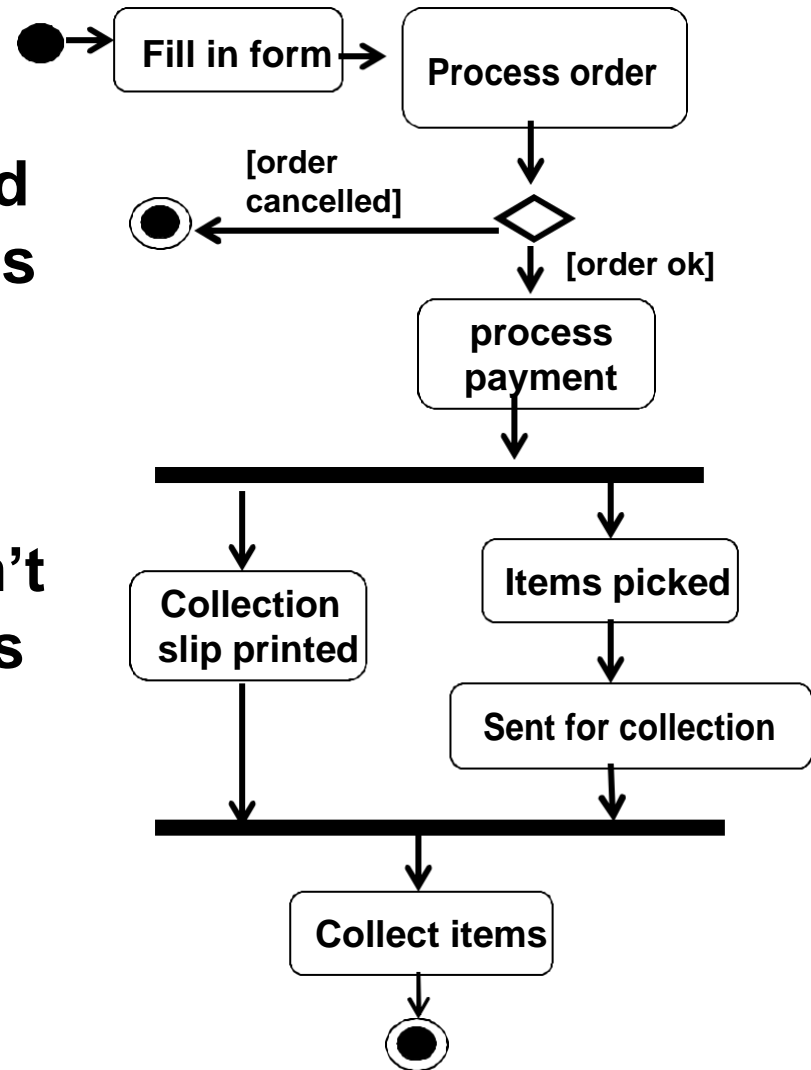 Fill in form
Process order
[order
cancelled]
d
s
[order ok]
process
payment
n't
s
Items picked
Collection
slip printed
Sent for collection
Collect items